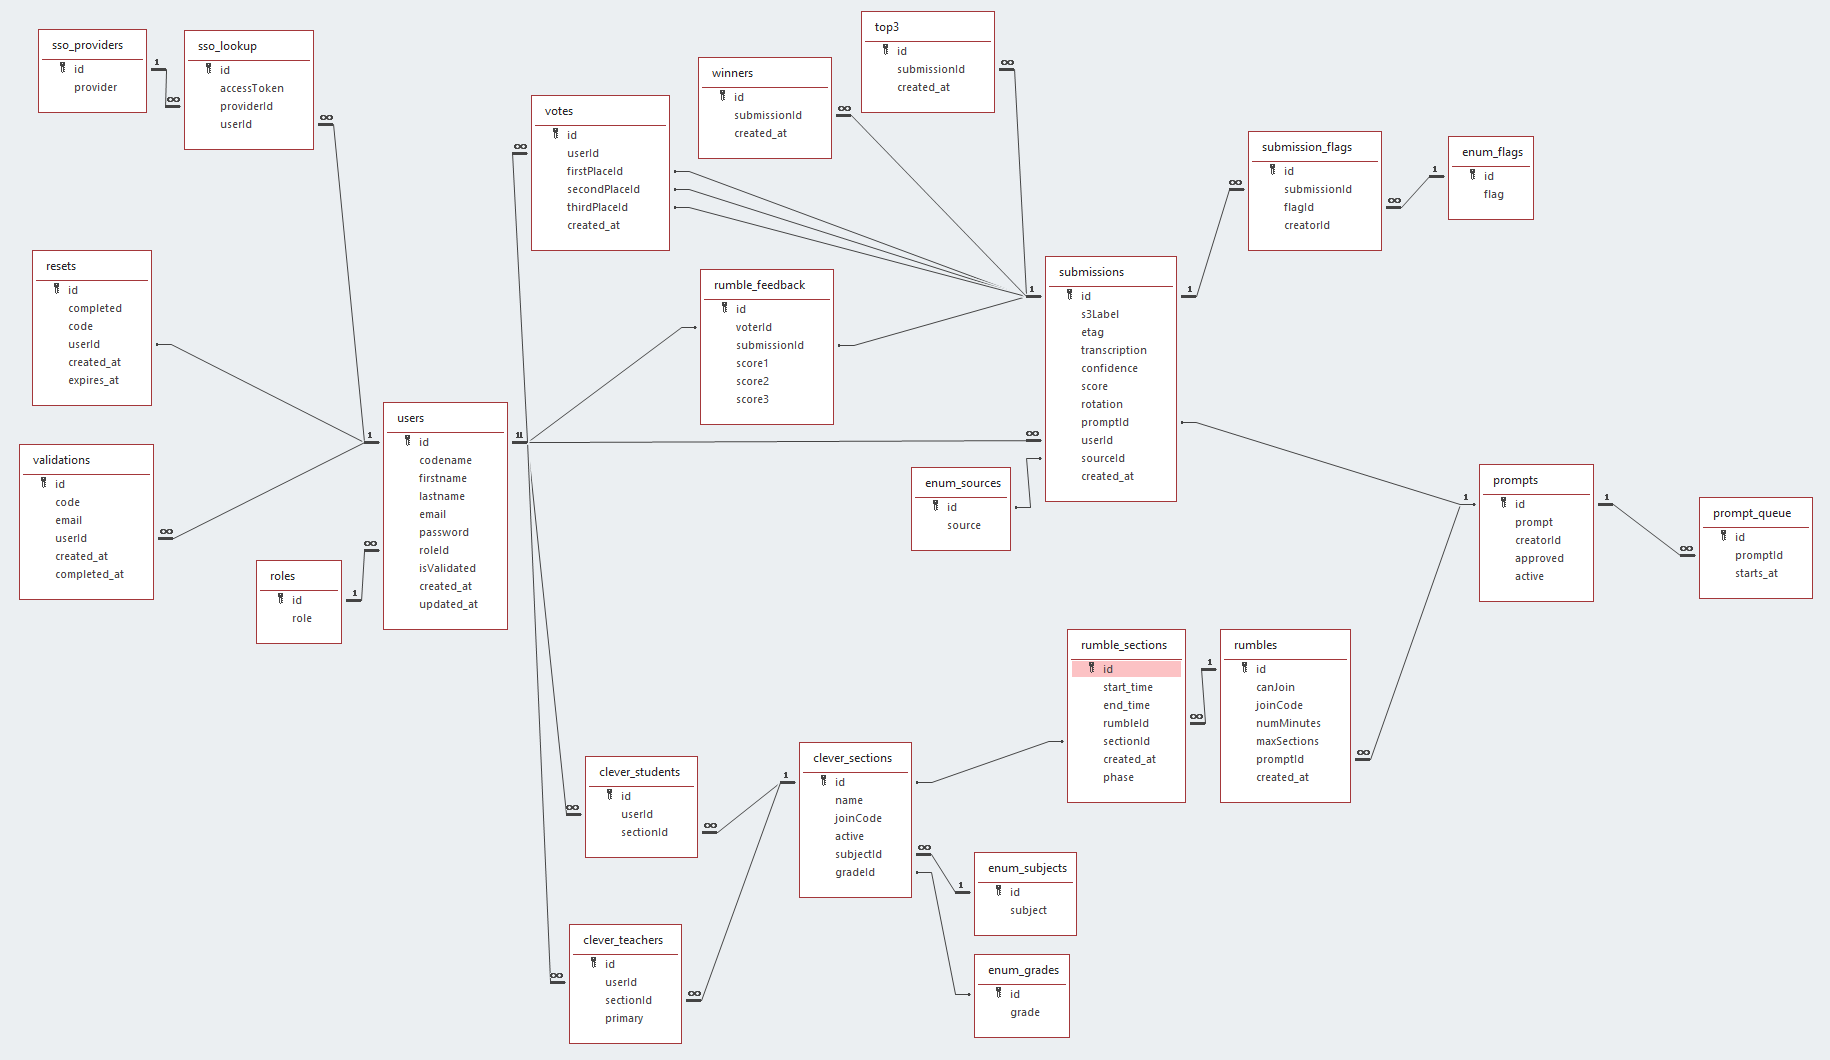 sso_providers
id
provider
1
∞
sso_lookup
id
accessToken
providerId
userId
∞
votes
id
userId
firstPlaceId
secondPlaceId
thirdPlaceId
created_at
∞
winners
id
submissionId
created_at
∞
top3
id
submissionId
created_at
∞
submission_flags
id
submissionId
flagId
creatorId
∞
∞
enum_flags
id
flag
1
resets
id
completed
code
userId
created_at
expires_at
rumble_feedback
id
voterId
submissionId
score1
score2
score3
submissions
id
s3Label
etag
transcription
confidence
score
rotation
promptId
userId
sourceId
created_at
1
1
∞
validations
id
code
email
userId
created_at
completed_at
∞
users
id
codename
firstname
lastname
email
password
roleId
isValidated
created_at
updated_at
1
11
∞
roles
id
role
1
enum_sources
id
source
prompts
id
prompt
creatorId
approved
active
1
1
prompt_queue
id
promptId
starts_at
∞
rumble_sections
id
start_time
end_time
rumbleId
sectionId
created_at
phase
∞
rumbles
id
canJoin
joinCode
numMinutes
maxSections
promptId
created_at
1
∞
clever_students
id
userId
sectionId
∞
∞
clever_sections
id
name
joinCode
active
subjectId
gradeId
1
∞
enum_subjects
id
subject
1
clever_teachers
id
userId
sectionId
primary
∞
∞
enum_grades
id
grade